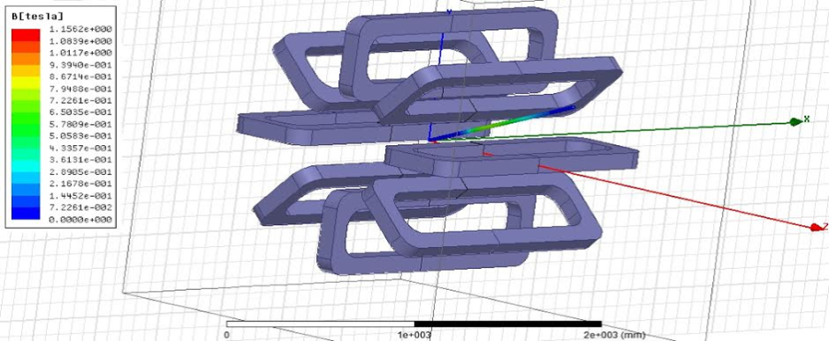 B[tesla]
1.1562e+000
1.0839e+000
1.0117e+000
9.3940e-001
8.6714e-001
7.9488e-001
7.2261e-001
6.5035e-001
5.7809e-001
5.0583e-001
4.3357e-001
3.6131e-001
2.8905e-001
2.1678e-001
1.4452e-001
7.2261e-002
0.0000e+000
Y
X
Z
0
1e+003
2e+003 (mm)